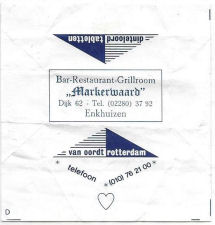 dinteloord tabletten
Bar-Restaurant-Grillroom
„Markerwaard”
Dijk 62 - Tel. (02280) 37 92
Enkhuizen
van oordt rotterdam
* telefoon * (010) 76 21 00 *
D